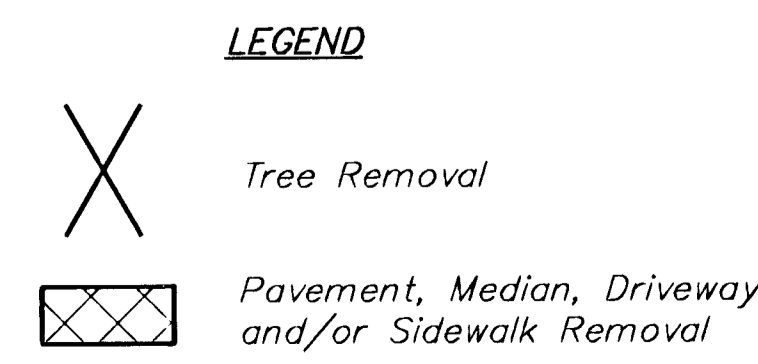 LEGEND
Tree Removal
Pavement, Median, Driveway
and/or Sidewalk Removal